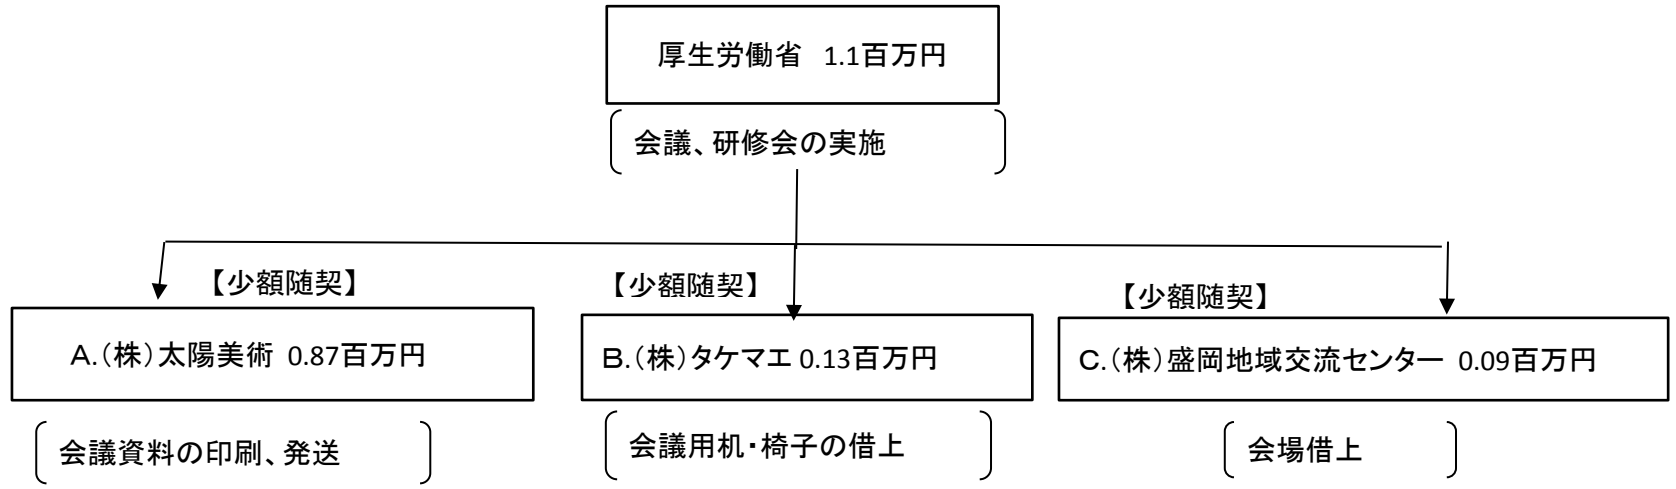 厚生労働省 1.1百万円
会議、研修会の実施
【少額随契】
【少額随契】
【少額随契】
A.(株)太陽美術 0.87百万円
B.(株)タケマエ 0.13百万円
C.(株)盛岡地域交流センター 0.09百万円
会議資料の印刷、発送
会議用机・椅子の借上
会場借上